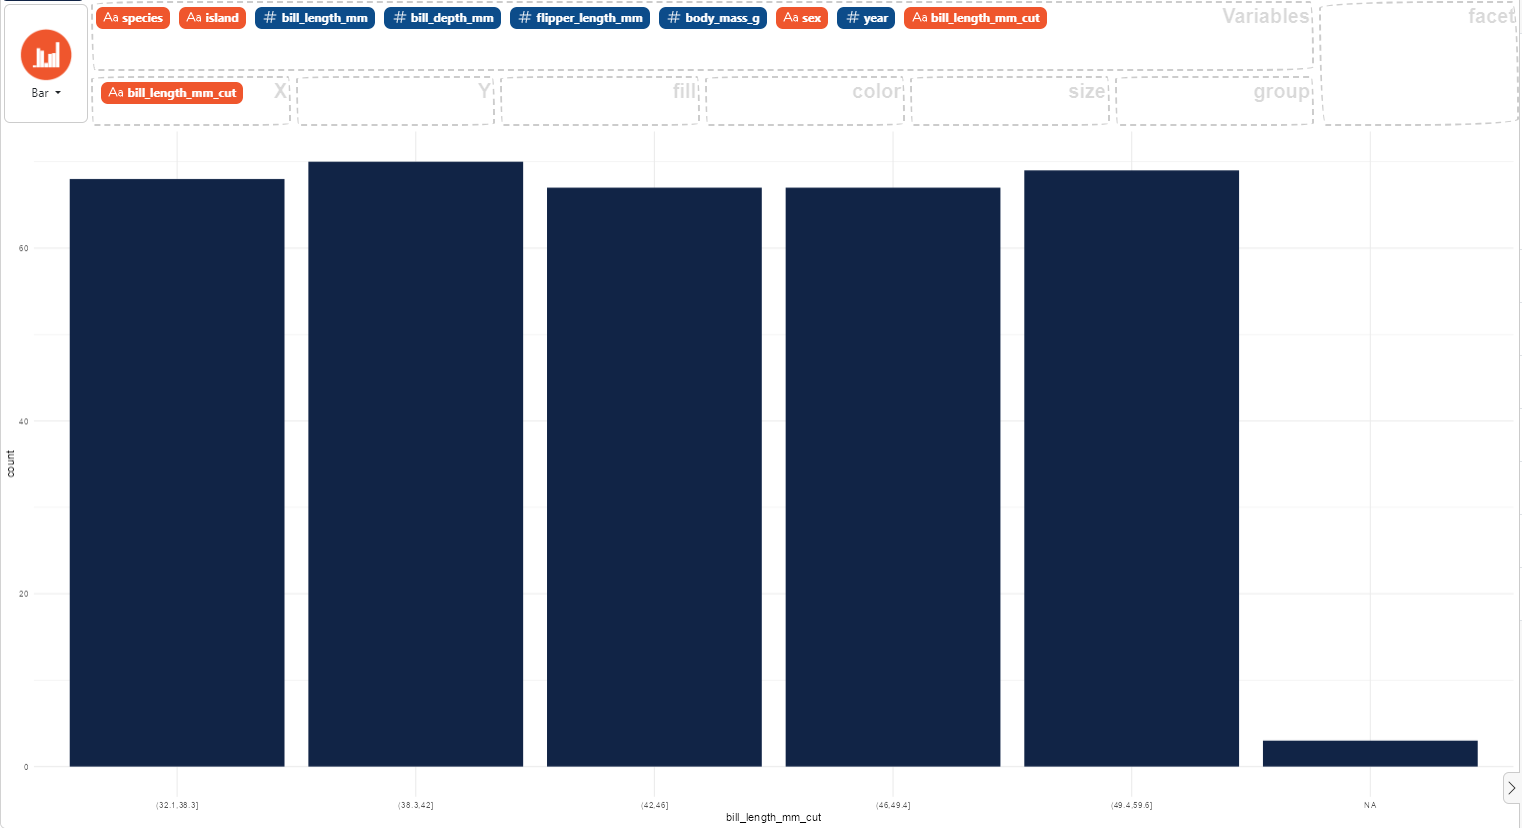 Aa species Aa island # bill_length_mm # bill_depth_mm # flipper_length_mm # body_mass_g Aa sex # year Aa bill_length_mm_cut Variables facet
Bar
Aa bill_length_mm_cut X Y fill color size group
60
40
20
0
count
(32.1,38.3] (38.3,42] (42,46] (46,49.4] (49.4,59.6] NA
bill_length_mm_cut